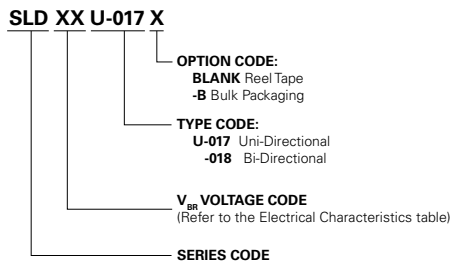 SLD XX U-017 X
OPTION CODE:
BLANK Reel Tape
-B Bulk Packaging
TYPE CODE:
U-017 Uni-Directional
-018 Bi-Directional
VBR VOLTAGE CODE
(Refer to the Electrical Characteristics table)
SERIES CODE